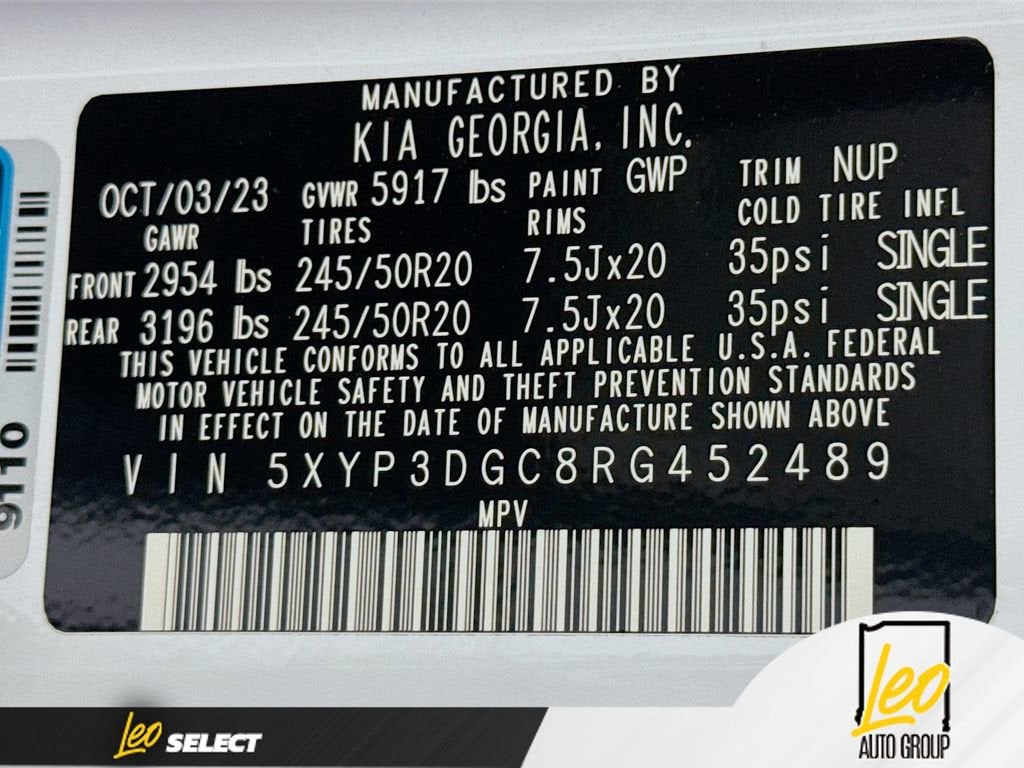 MANUFACTURED BY
KIA GEORGIA, INC.
OCT/03/23 GVWR 5917 lbs PAINT GWP TRIM NUP
GAWR TIRES RIMS COLD TIRE INFL
FRONT 2954 lbs 245/50R20 7.5Jx20 35psi SINGLE
REAR 3196 lbs 245/50R20 7.5Jx20 35psi SINGLE
THIS VEHICLE CONFORMS TO ALL APPLICABLE U.S.A. FEDERAL
MOTOR VEHICLE SAFETY AND THEFT PREVENTION STANDARDS
IN EFFECT ON THE DATE OF MANUFACTURE SHOWN ABOVE
VIN 5XYP3DGC8RG452489
MPV
9110
Leo SELECT
Leo
AUTO GROUP